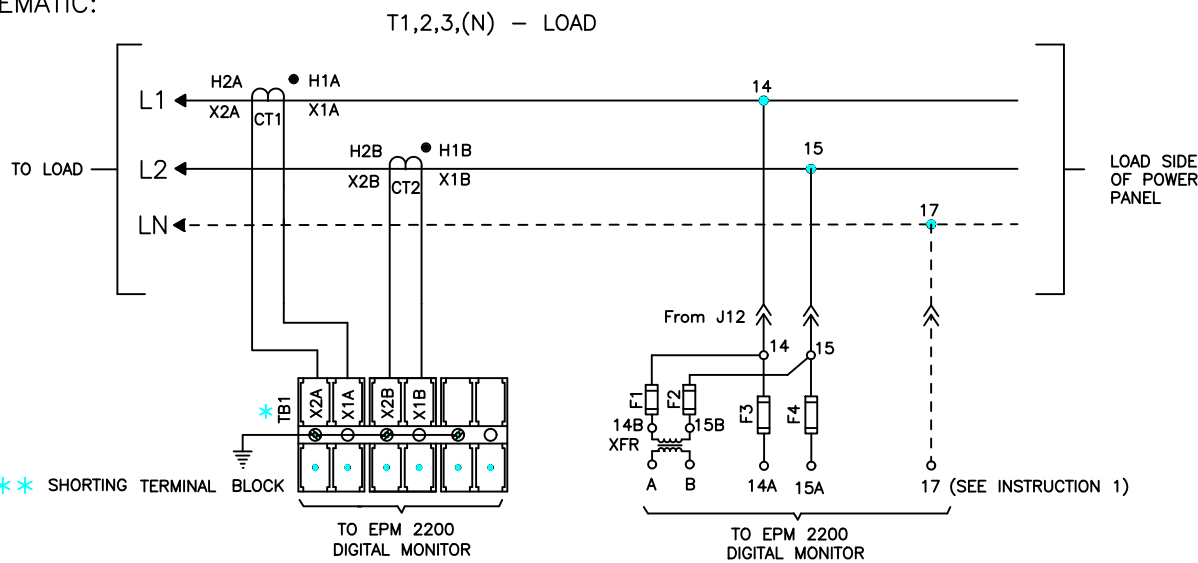 EMATIC:
T1,2,3,(N) – LOAD
H2A H1A
L1
X2A X1A
CT1
14
H2B H1B
TO LOAD
L2
X2B X1B
CT2
15
LOAD SIDE
OF POWER
PANEL
LN
17
From J12
14
15
* TB1
X2A
X1A
X2B
X1B
F1
F2
F3
F4
14B
15B
XFR
** SHORTING TERMINAL BLOCK
A
B
14A
15A
17 (SEE INSTRUCTION 1)
TO EPM 2200
DIGITAL MONITOR
TO EPM 2200
DIGITAL MONITOR